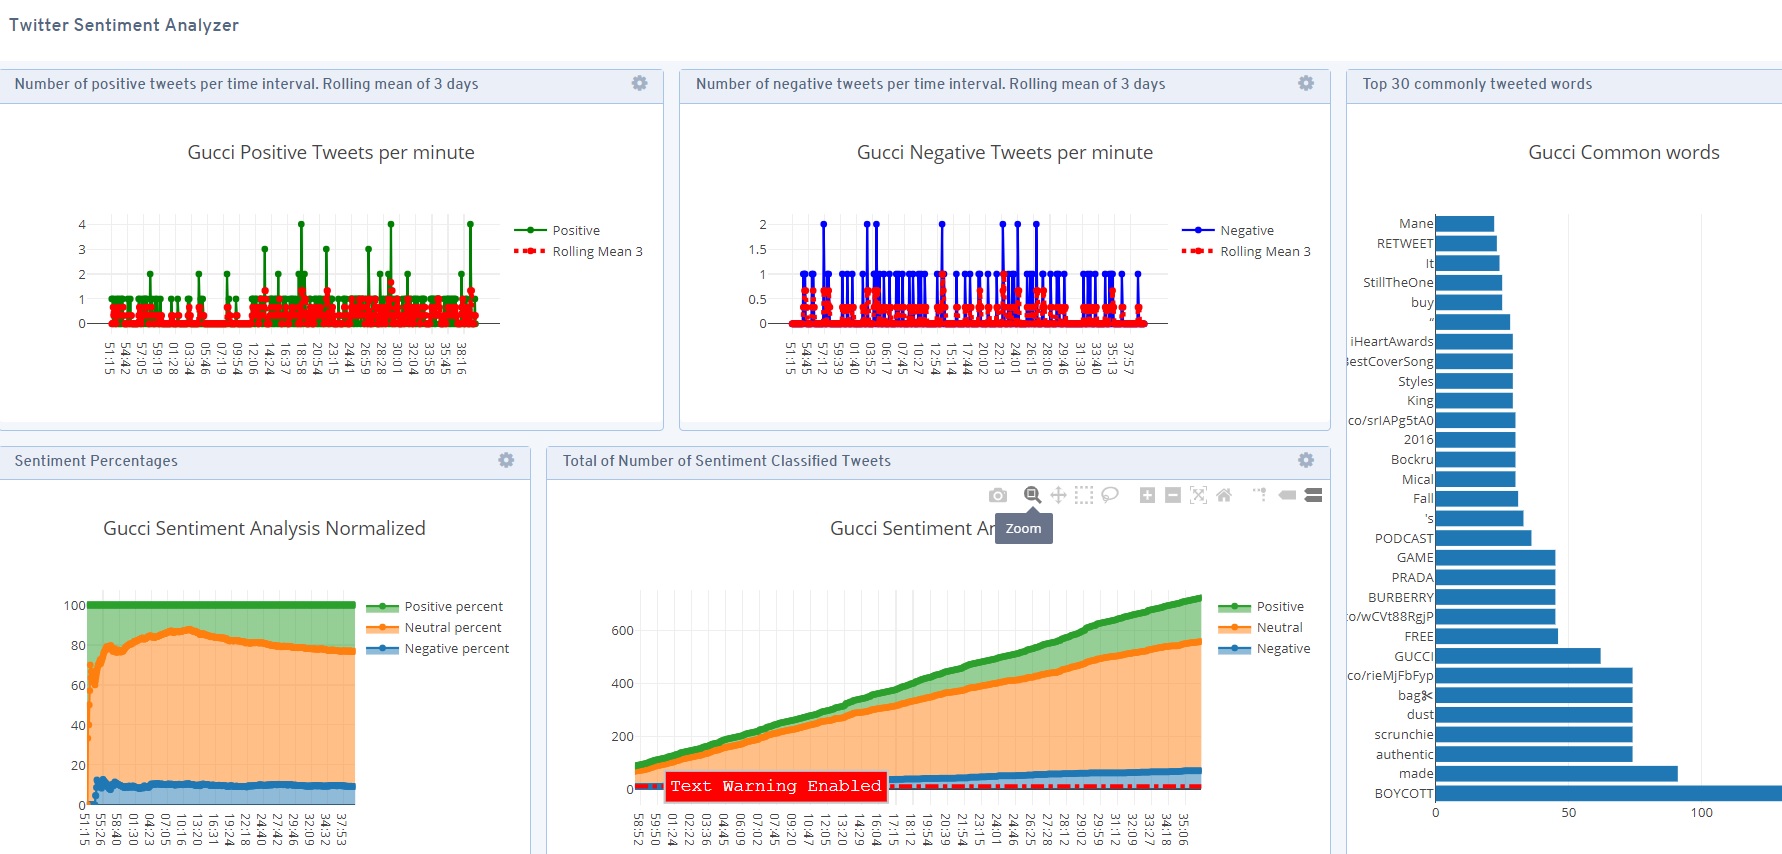 Twitter Sentiment Analyzer
Number of positive tweets per time interval. Rolling mean of 3 days
Gucci Positive Tweets per minute
4
3
2
1
0
51:15
54:42
57:05
59:19
01:28
03:34
05:46
07:19
09:54
12:06
14:24
16:37
18:58
20:54
23:15
24:41
26:59
28:28
30:01
32:04
33:58
35:45
38:16
Positive
Rolling Mean 3
Number of negative tweets per time interval. Rolling mean of 3 days
Gucci Negative Tweets per minute
2
1.5
1
0.5
0
51:15
54:45
57:12
59:39
01:40
03:52
06:17
07:45
10:27
12:54
15:14
17:44
20:02
22:13
24:01
26:15
28:06
29:46
31:30
33:40
35:13
37:57
Negative
Rolling Mean 3
Top 30 commonly tweeted words
Gucci Common words
Mane
RETWEET
It
StillTheOne
buy
"
iHeartAwards
BestCoverSong
Styles
King
co/srIAPg5tA0
2016
Bockru
Mical
Fall
's
PODCAST
GAME
PRADA
BURBERRY
co/wCVt88RgjP
FREE
GUCCI
co/rieMjFbFyp
bag✂
dust
scrunchie
authentic
made
BOYCOTT
0
50
100
Sentiment Percentages
Gucci Sentiment Analysis Normalized
100
80
60
40
20
0
51:15
55:26
58:40
01:30
04:23
07:05
10:11
13:20
16:31
19:24
22:18
24:40
27:42
29:46
32:09
34:32
37:53
Positive percent
Neutral percent
Negative percent
Total of Number of Sentiment Classified Tweets
Zoom
Gucci Sentiment An
600
400
200
0
Text Warning Enabled
58:52
59:50
01:24
02:22
03:36
04:45
06:09
07:02
07:45
09:20
10:47
12:05
13:20
14:29
16:04
17:15
18:12
19:54
20:39
21:54
23:15
24:01
24:46
26:15
27:28
28:12
29:02
29:59
31:12
32:09
33:27
34:18
35:06
Positive
Neutral
Negative